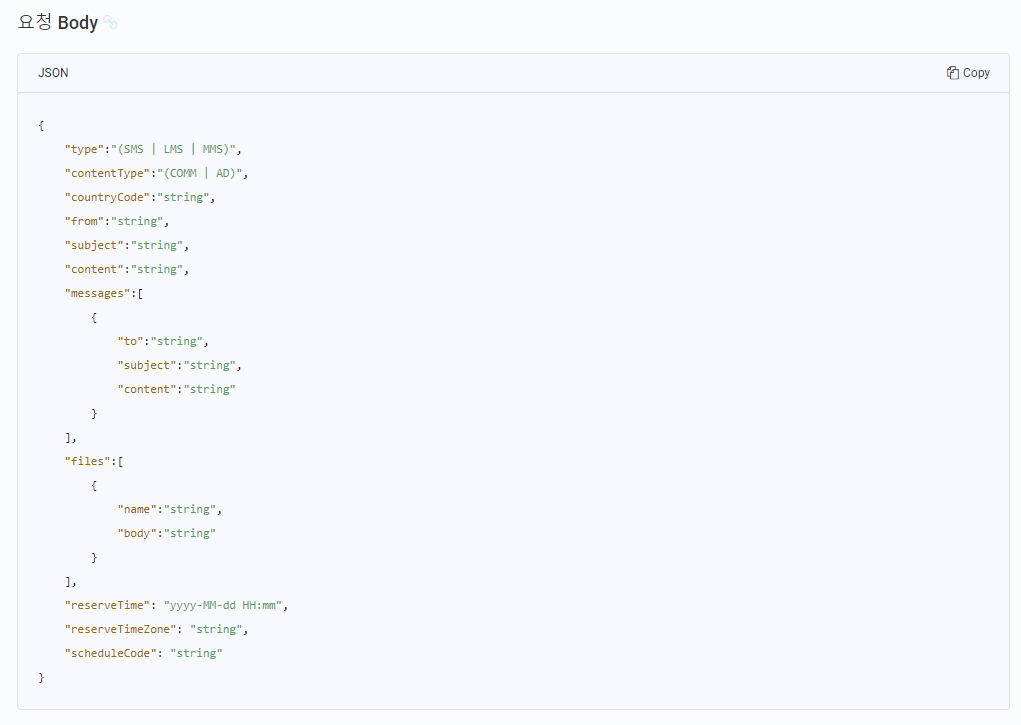 요청 Body
JSON
Copy
{
    "type":"(SMS | LMS | MMS)",
    "contentType":"(COMM | AD)",
    "countryCode":"string",
    "from":"string",
    "subject":"string",
    "content":"string",
    "messages":[
        {
            "to":"string",
            "subject":"string",
            "content":"string"
        }
    ],
    "files":[
        {
            "name":"string",
            "body":"string"
        }
    ],
    "reserveTime": "yyyy-MM-dd HH:mm",
    "reserveTimeZone": "string",
    "scheduleCode": "string"
}